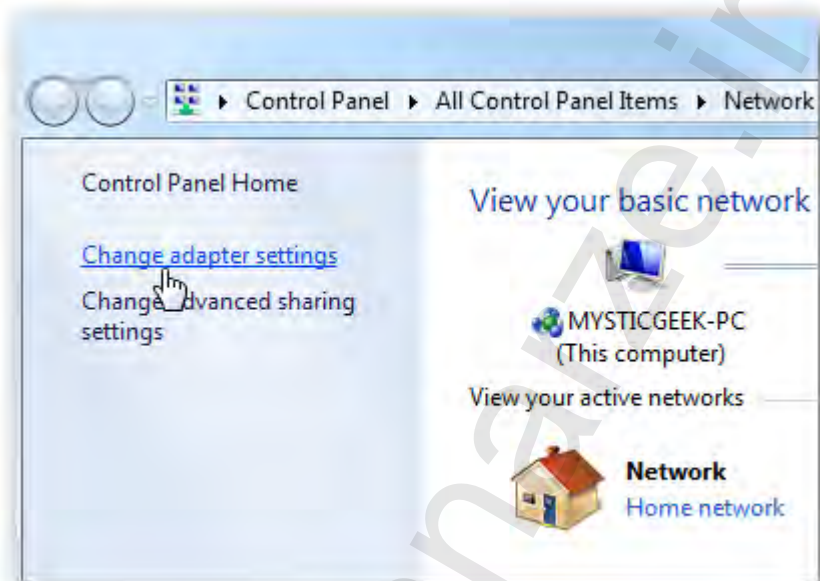 Control Panel ▸ All Control Panel Items ▸ Network
Control Panel Home
Change adapter settings
Change advanced sharing
settings
View your basic network
MYSTICGEEK-PC
(This computer)
View your active networks
Network
Home network